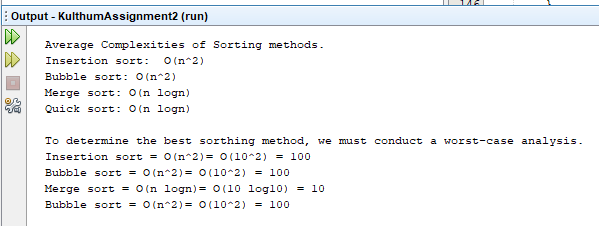 146 }
Output - KulthumAssignment2 (run)
Average Complexities of Sorting methods.
Insertion sort:  O(n^2)
Bubble sort: O(n^2)
Merge sort: O(n logn)
Quick sort: O(n logn)
To determine the best sorthing method, we must conduct a worst-case analysis.
Insertion sort = O(n^2)= O(10^2) = 100
Bubble sort = O(n^2)= O(10^2) = 100
Merge sort = O(n logn)= O(10 log10) = 10
Bubble sort = O(n^2)= O(10^2) = 100